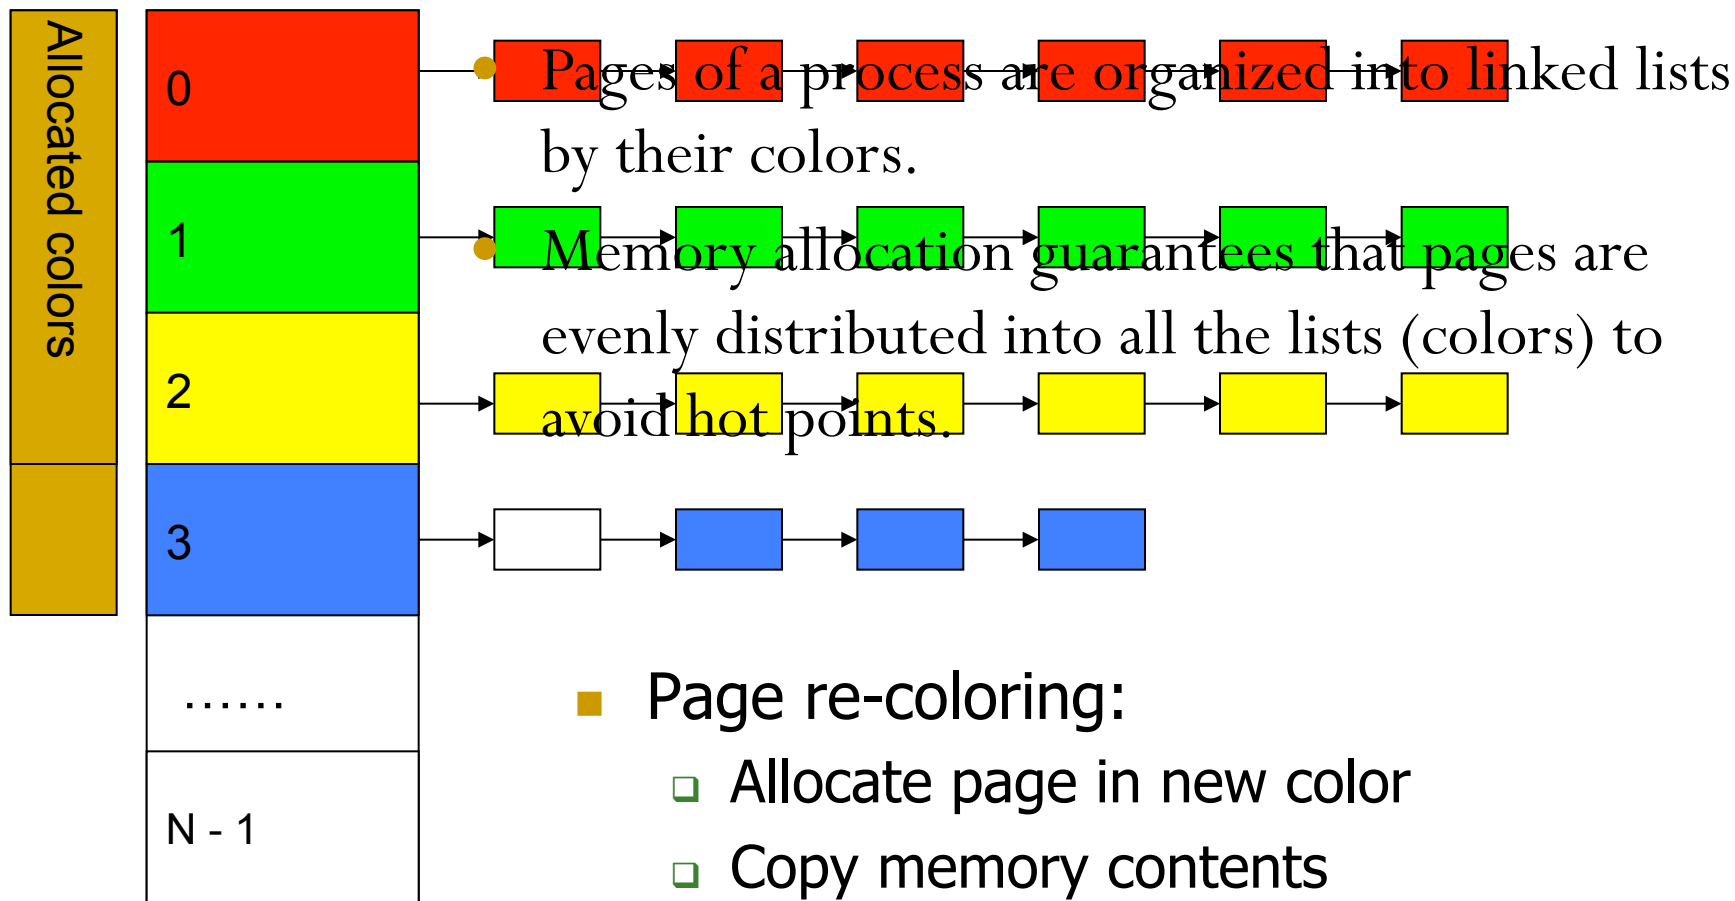 Allocated colors
0
1
2
3
……
N - 1
Pages of a process are organized into linked lists
by their colors.
Memory allocation guarantees that pages are
evenly distributed into all the lists (colors) to
avoid hot points.
Page re-coloring:
Allocate page in new color
Copy memory contents